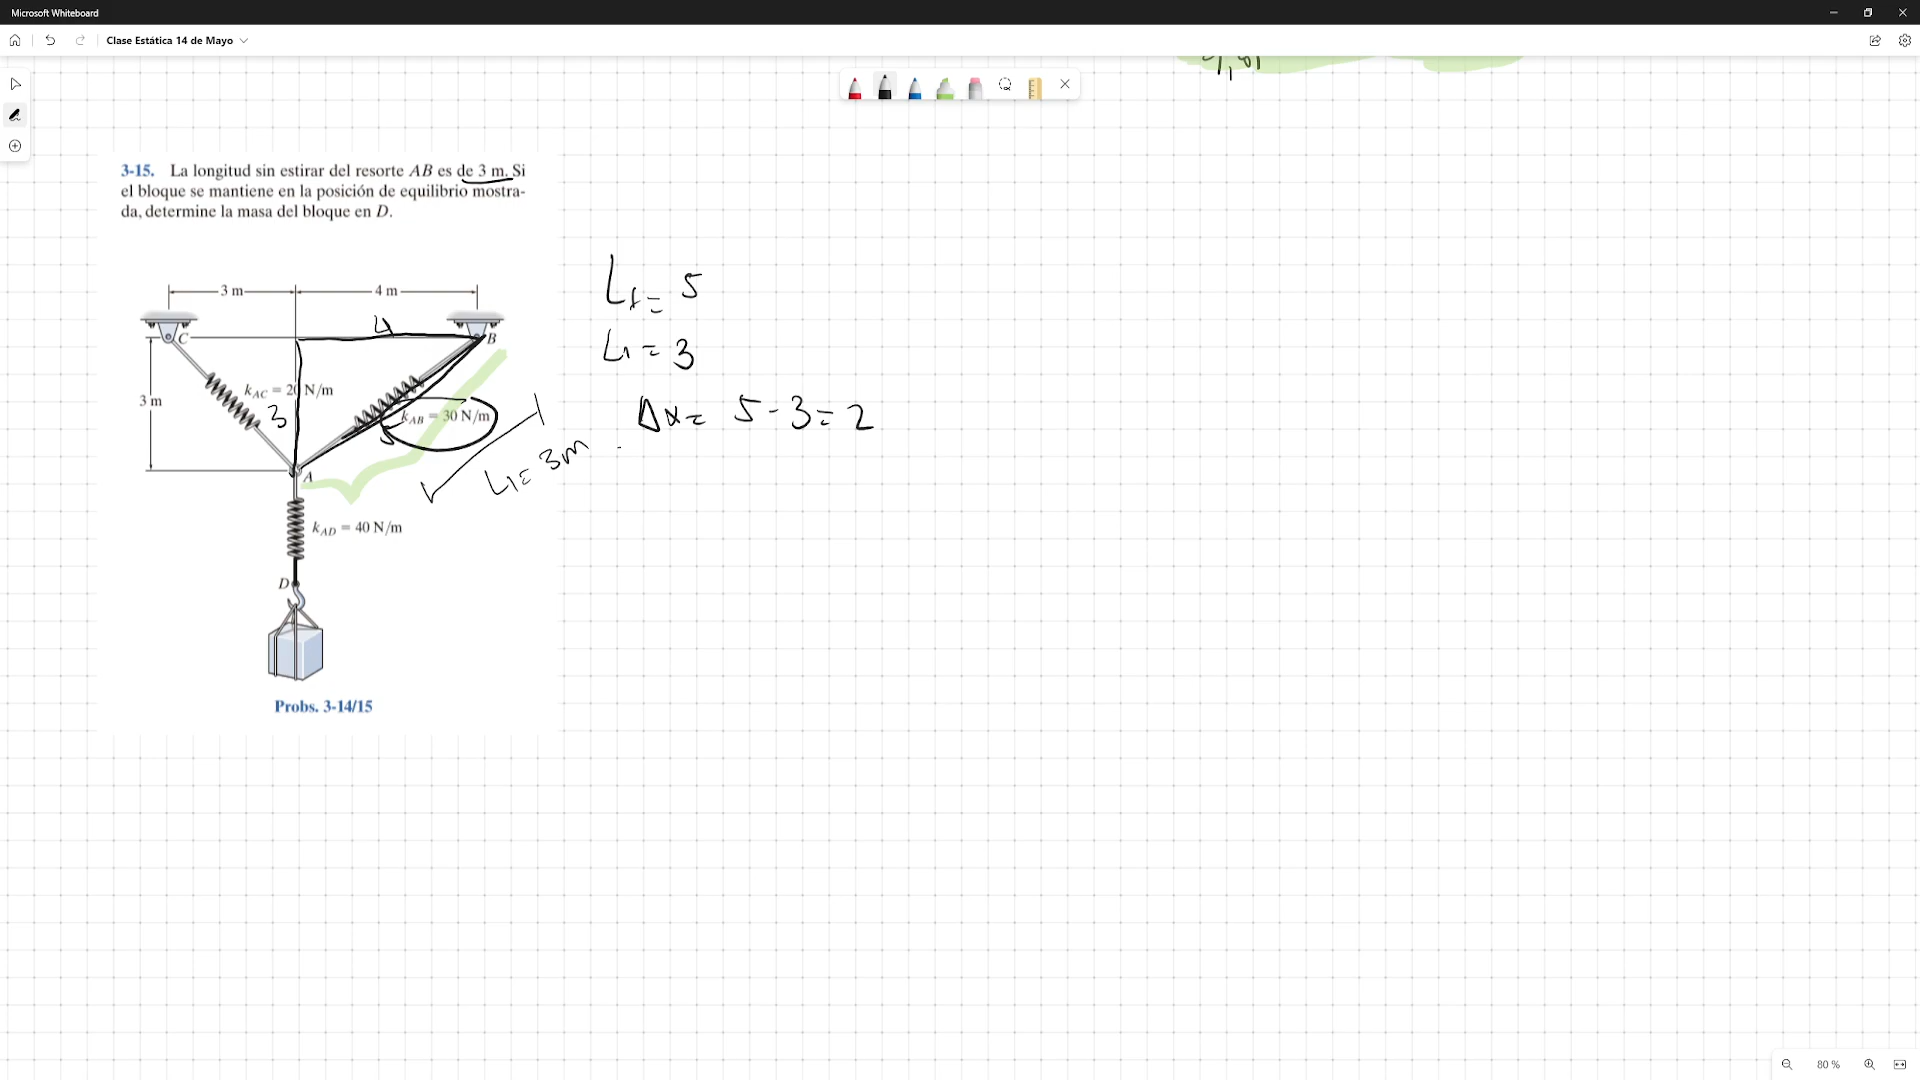 Microsoft Whiteboard
Clase Estática 14 de Mayo
3-15. La longitud sin estirar del resorte AB es de 3 m. Si
el bloque se mantiene en la posición de equilibrio mostra-
da, determine la masa del bloque en D.
3 m
4 m
4
C
B
k_AC = 20 N/m
3 m
3
k_AB = 30 N/m
5
L1 = 3m
A
k_AD = 40 N/m
D
Probs. 3-14/15
Lf = 5
L1 = 3
Δx = 5 - 3 = 2
80 %